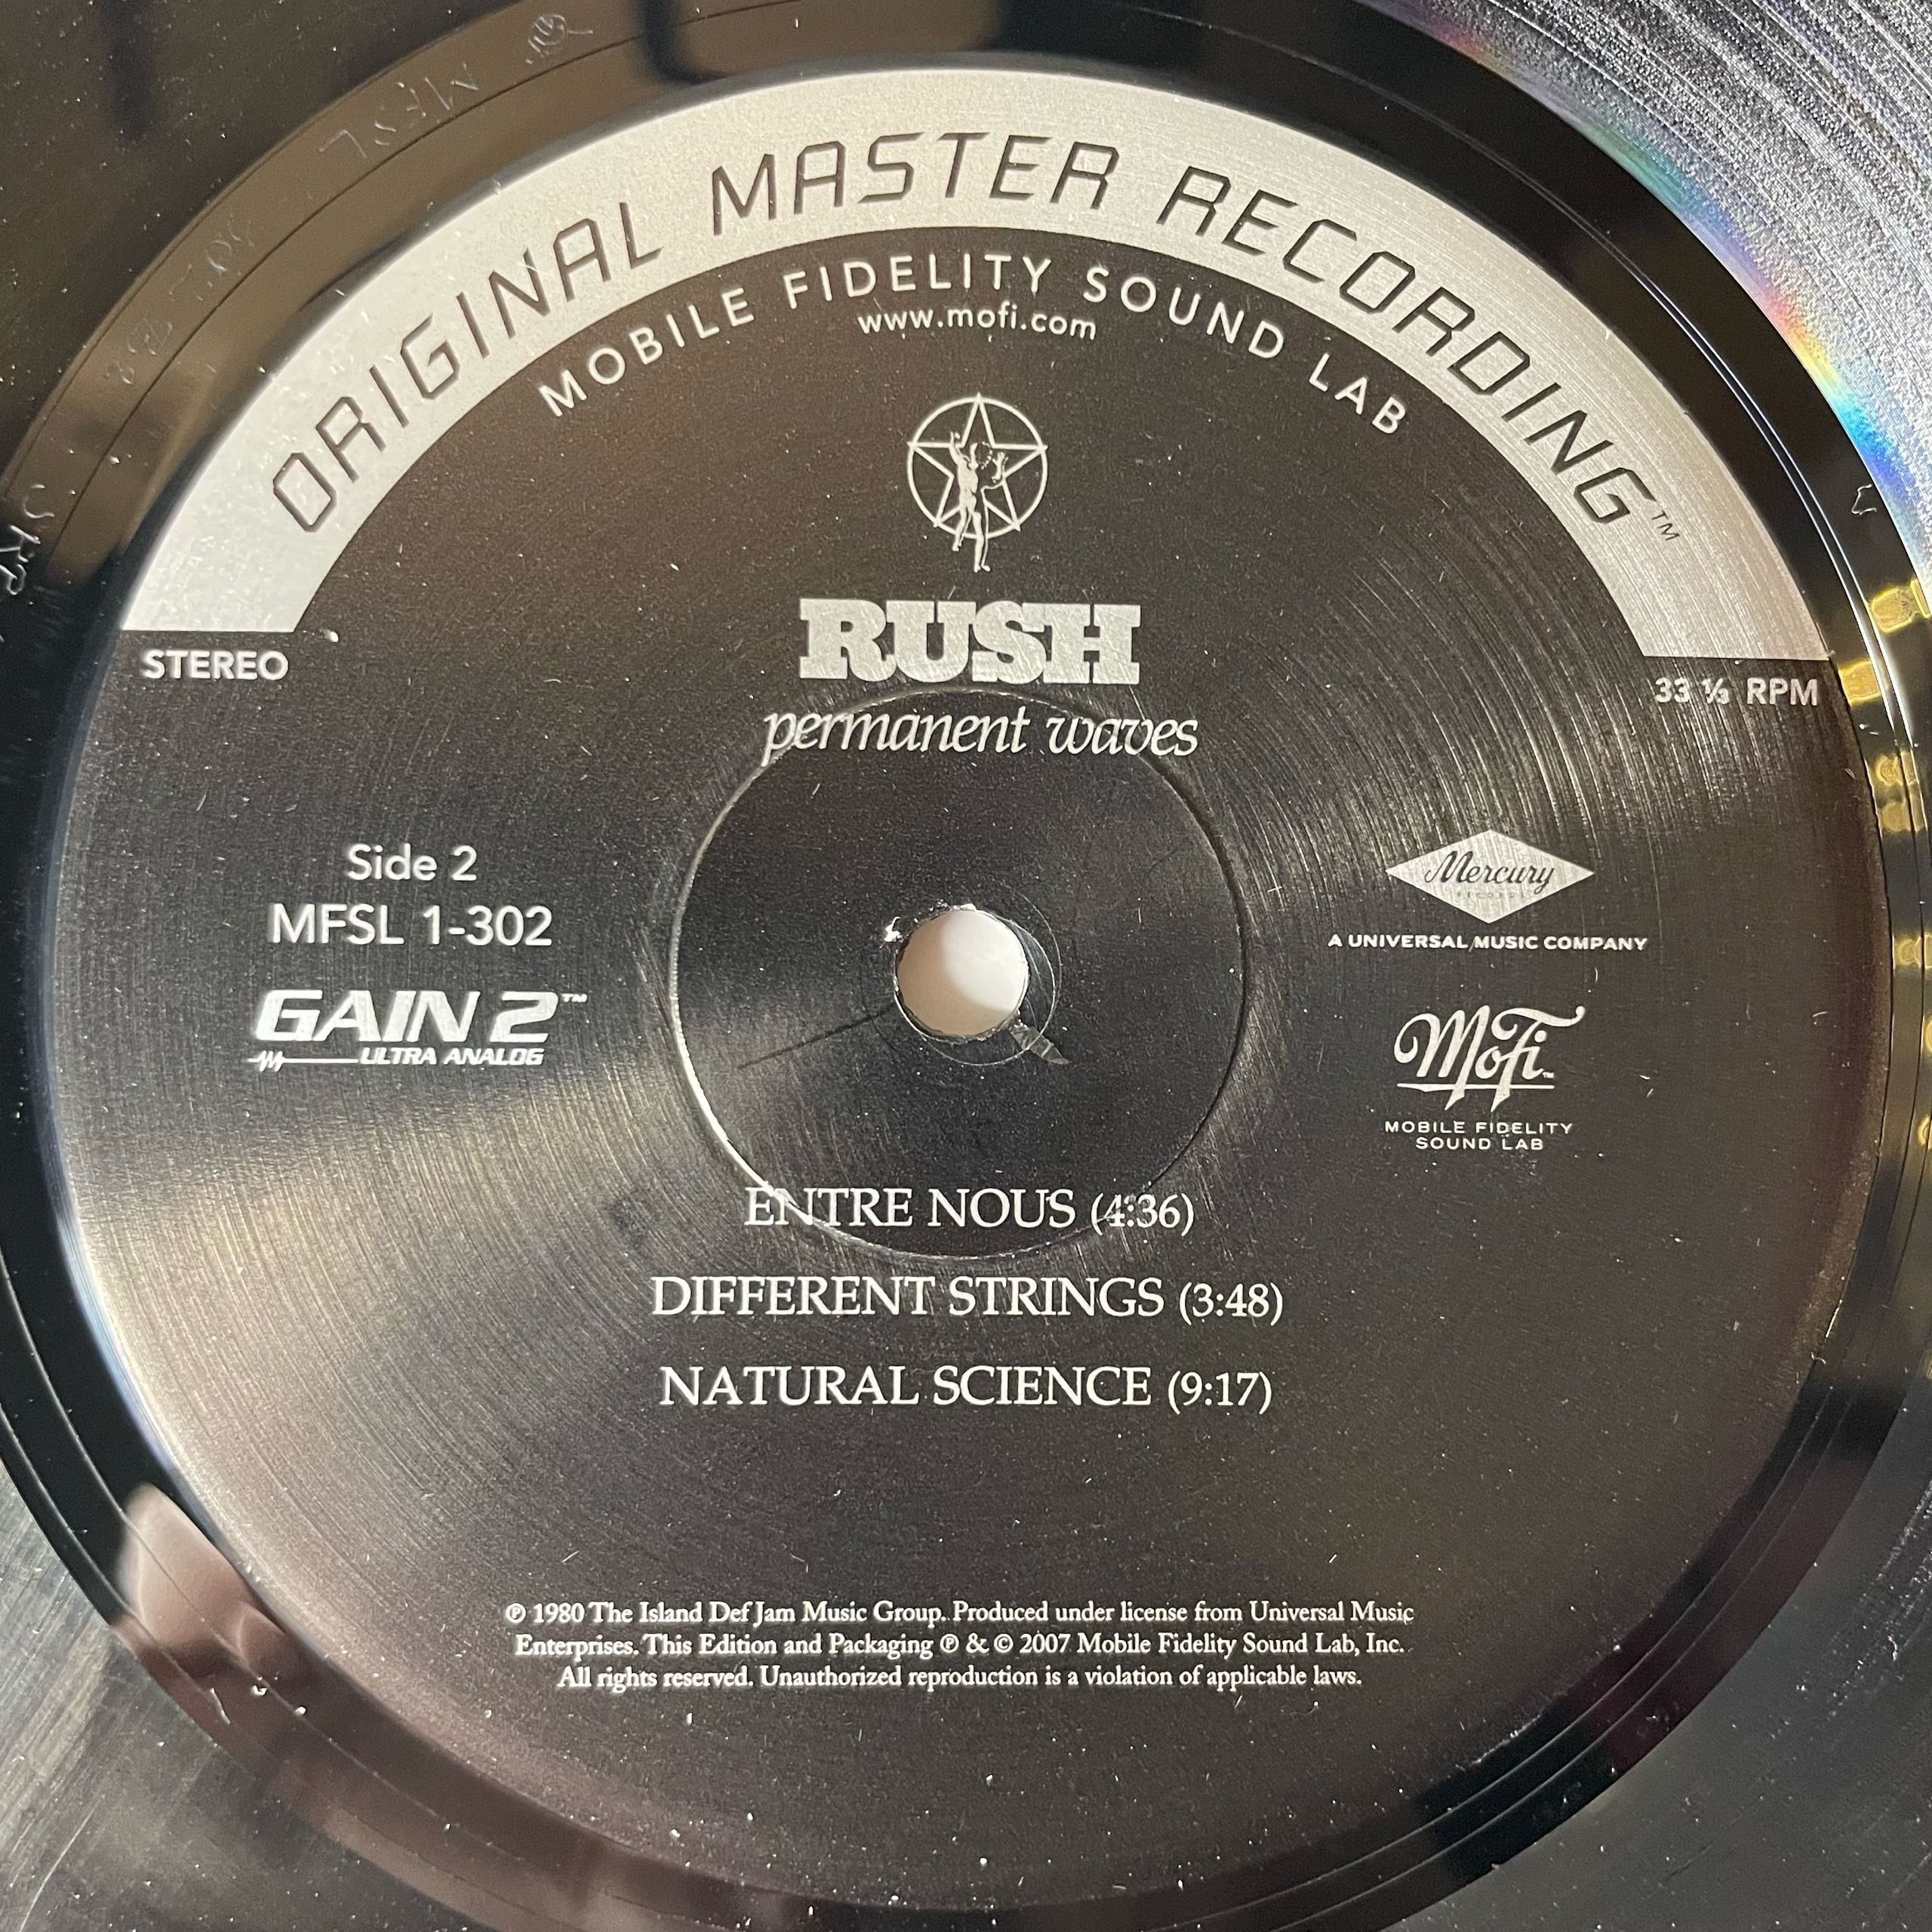 MFSL
ORIGINAL MASTER RECORDING™
MOBILE FIDELITY SOUND LAB
www.mofi.com
RUSH
permanent waves
STEREO
33 ⅓ RPM
Side 2
MFSL 1-302
GAIN 2™
ULTRA ANALOG
Mercury
RECORDS
A UNIVERSAL MUSIC COMPANY
MoFi™
MOBILE FIDELITY
SOUND LAB
ENTRE NOUS (4:36)
DIFFERENT STRINGS (3:48)
NATURAL SCIENCE (9:17)
℗ 1980 The Island Def Jam Music Group. Produced under license from Universal Music
Enterprises. This Edition and Packaging ℗ & © 2007 Mobile Fidelity Sound Lab, Inc.
All rights reserved. Unauthorized reproduction is a violation of applicable laws.